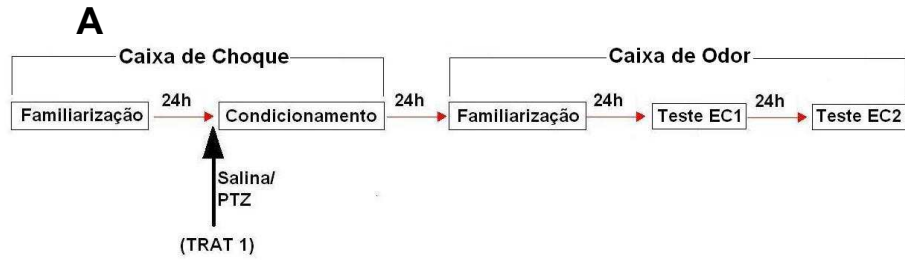 A
Caixa de Choque
Caixa de Odor
Familiarização
24h
Condicionamento
24h
Familiarização
24h
Teste EC1
24h
Teste EC2
Salina/
PTZ
(TRAT 1)